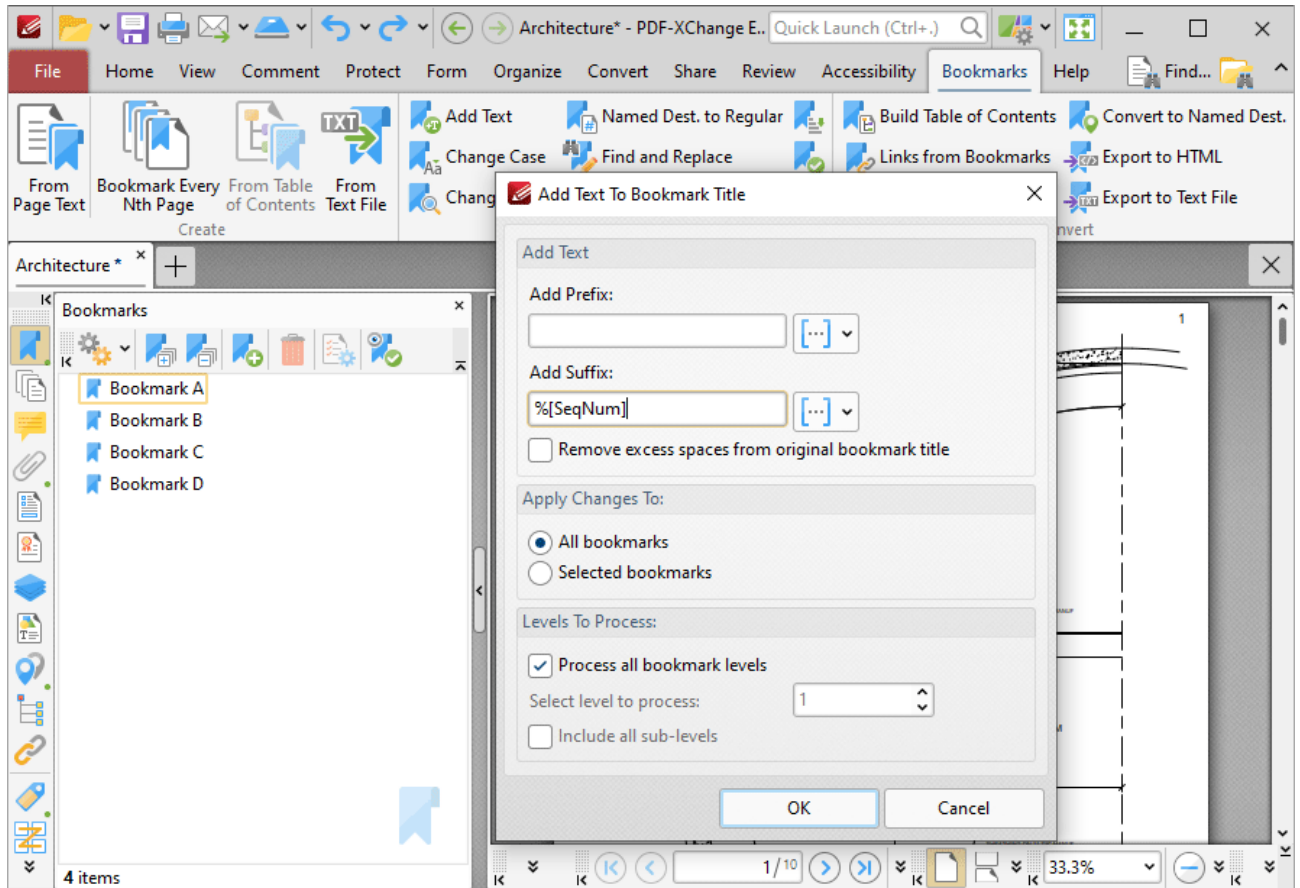 Architecture* - PDF-XChange E.. Quick Launch (Ctrl+.)
File Home View Comment Protect Form Organize Convert Share Review Accessibility Bookmarks Help Find...
From Page Text
Bookmark Every Nth Page
From Table of Contents
TXT
From Text File
Create
Add Text
Aä Change Case
Chang
Named Dest. to Regular
Find and Replace
Build Table of Contents
Links from Bookmarks
Convert to Named Dest.
Export to HTML
TXT Export to Text File
nvert
Architecture *
Bookmarks
Bookmark A
Bookmark B
Bookmark C
Bookmark D
4 items
Add Text To Bookmark Title
Add Text
Add Prefix:
Add Suffix:
%[SeqNum]
Remove excess spaces from original bookmark title
Apply Changes To:
All bookmarks
Selected bookmarks
Levels To Process:
Process all bookmark levels
Select level to process: 1
Include all sub-levels
OK Cancel
1
1/10 33.3%